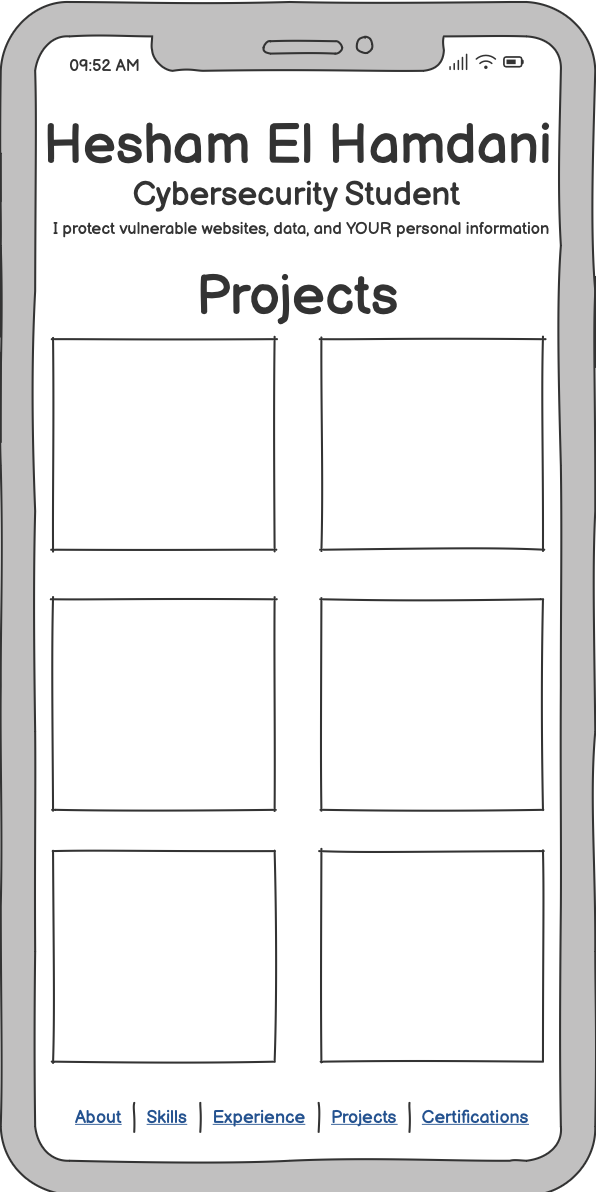 09:52 AM
Hesham El Hamdani
Cybersecurity Student
I protect vulnerable websites, data, and YOUR personal information
Projects
About | Skills | Experience | Projects | Certifications